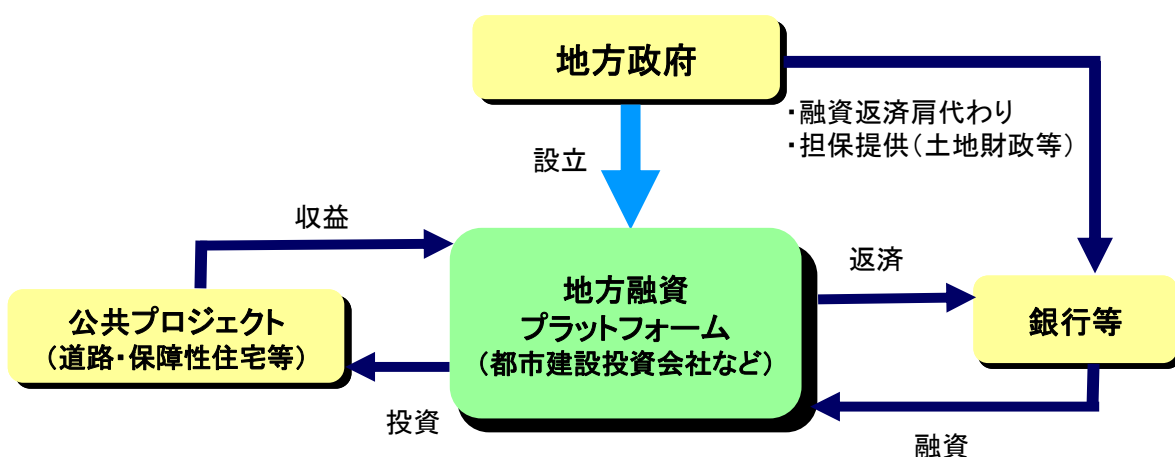 地方政府
・融資返済肩代わり
・担保提供（土地財政等）
設立
収益
地方融資
プラットフォーム
（都市建設投資会社など）
返済
銀行等
公共プロジェクト
（道路・保障性住宅等）
投資
融資